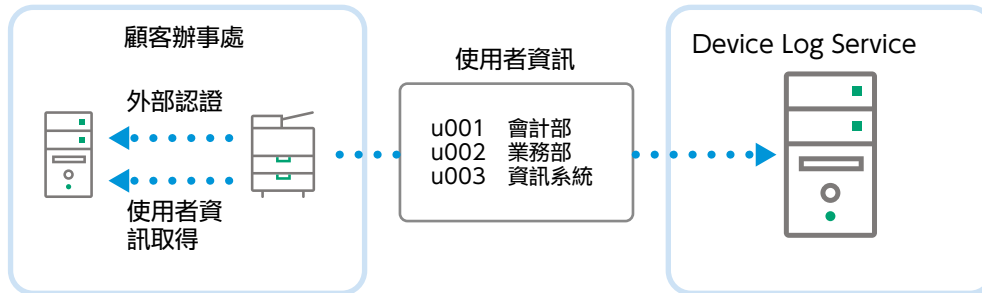 顧客辦事處
外部認證
使用者資
訊取得
使用者資訊
u001 會計部
u002 業務部
u003 資訊系統
Device Log Service